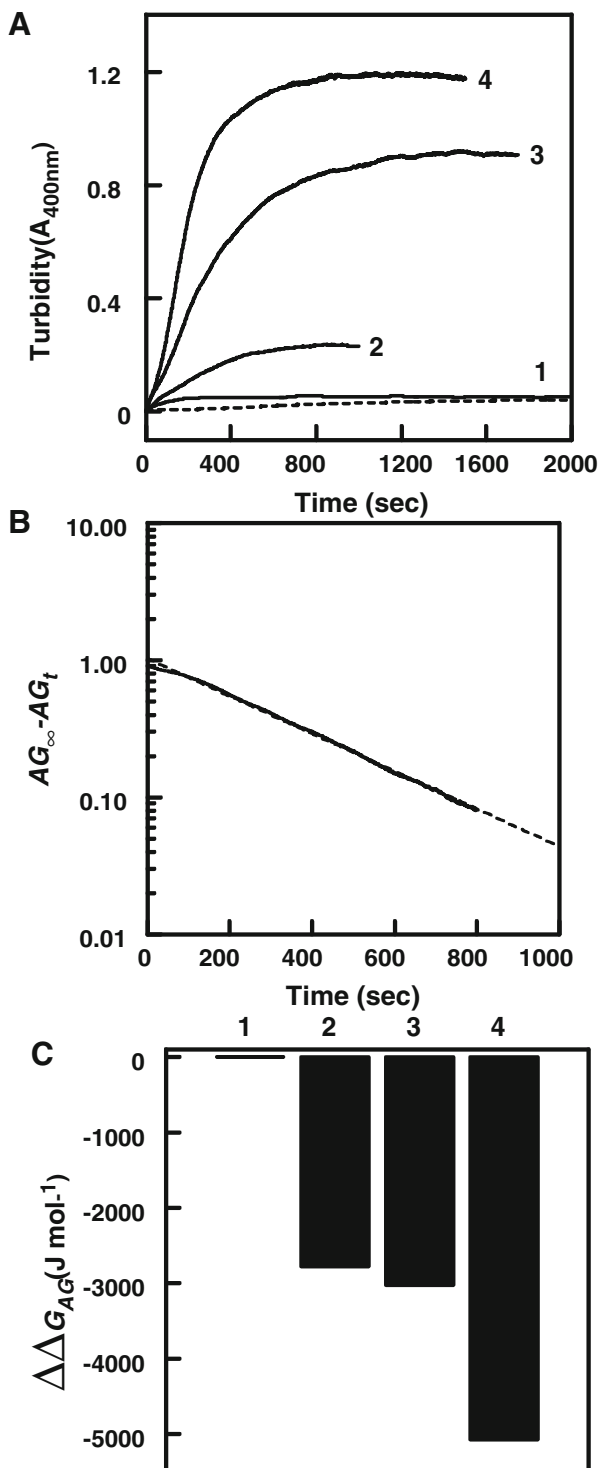 A
Turbidity(A400nm)
1.2
0.8
0.4
0
4
3
2
1
0 400 800 1200 1600 2000
Time (sec)
B
AG∞-AGt
10.00
1.00
0.10
0.01
0 200 400 600 800 1000
Time (sec)
C
1 2 3 4
ΔΔGAG(J mol-1)
0
-1000
-2000
-3000
-4000
-5000